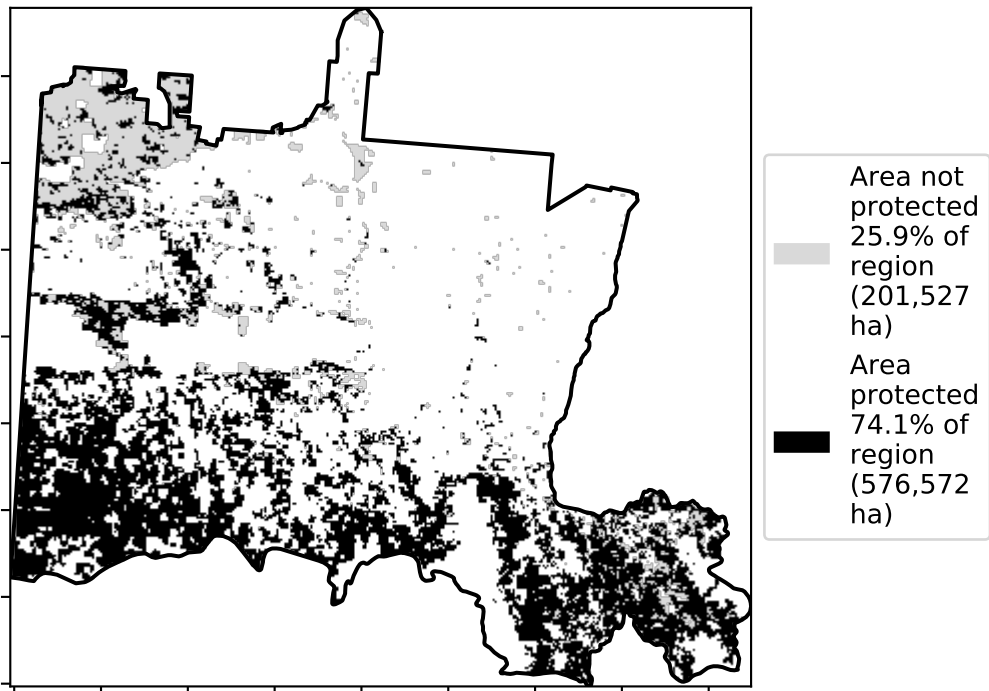 Area not
protected
25.9% of
region
(201,527
ha)
Area
protected
74.1% of
region
(576,572
ha)